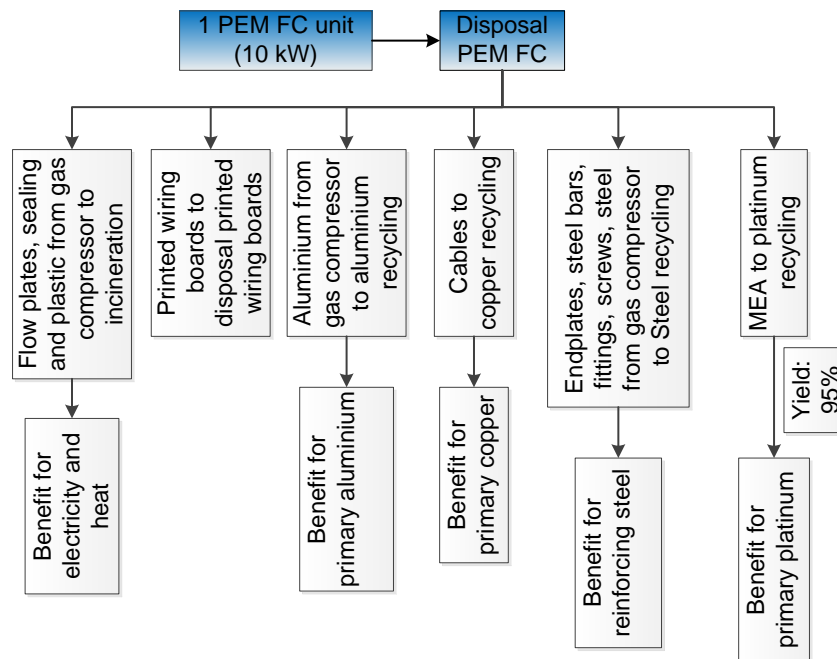 1 PEM FC unit
(10 kW)
Disposal
PEM FC
Flow plates, sealing
and plastic from gas
compressor to
incineration
Printed wiring
boards to
disposal printed
wiring boards
Aluminium from
gas compressor
to aluminium
recycling
Cables to
copper recycling
Endplates, steel bars,
fittings, screws, steel
from gas compressor
to Steel recycling
MEA to platinum
recycling
Yield:
95%
Benefit for
electricity and
heat
Benefit for
primary aluminium
Benefit for
primary copper
Benefit for
reinforcing steel
Benefit for
primary platinum